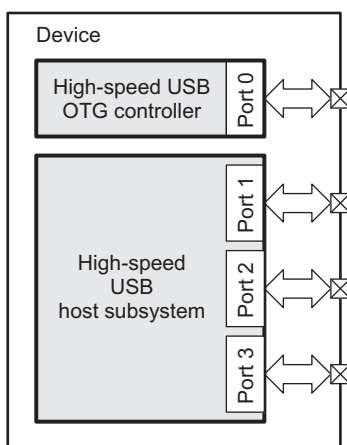 Device
High-speed USB
OTG controller
Port 0
Port 1
High-speed
USB
host subsystem
Port 2
Port 3